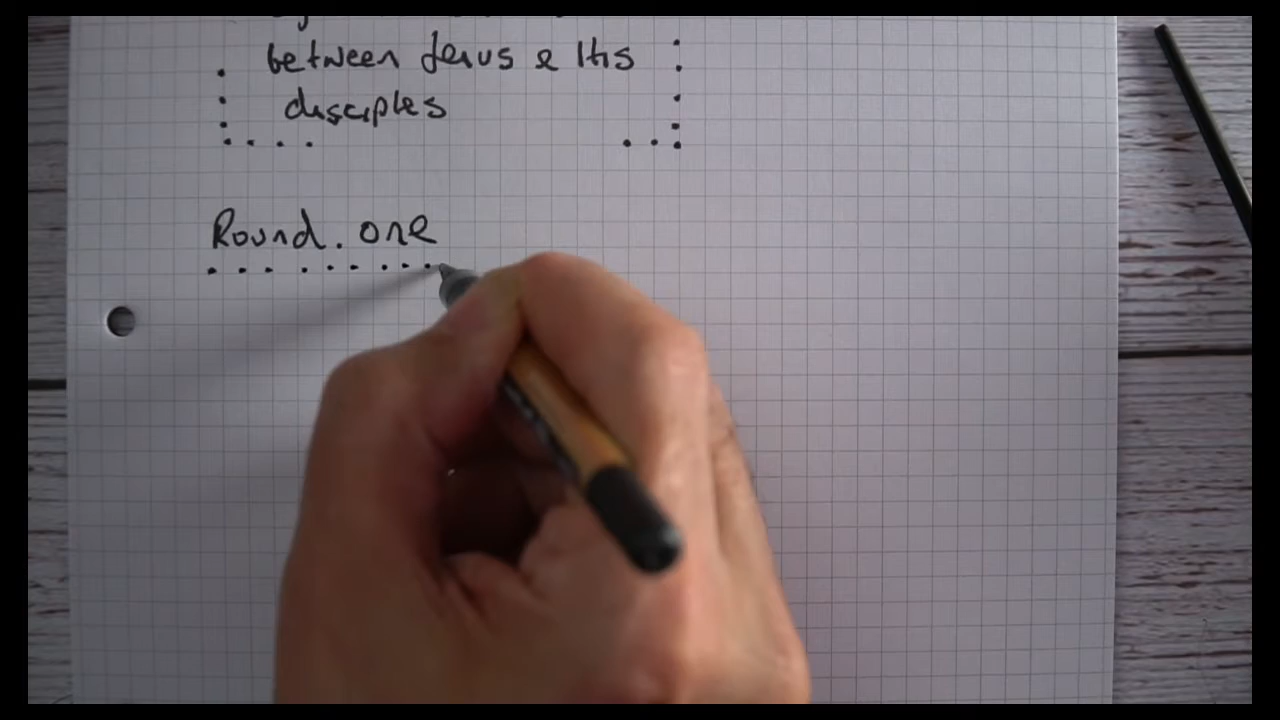 between Jesus & His
disciples
Round. one